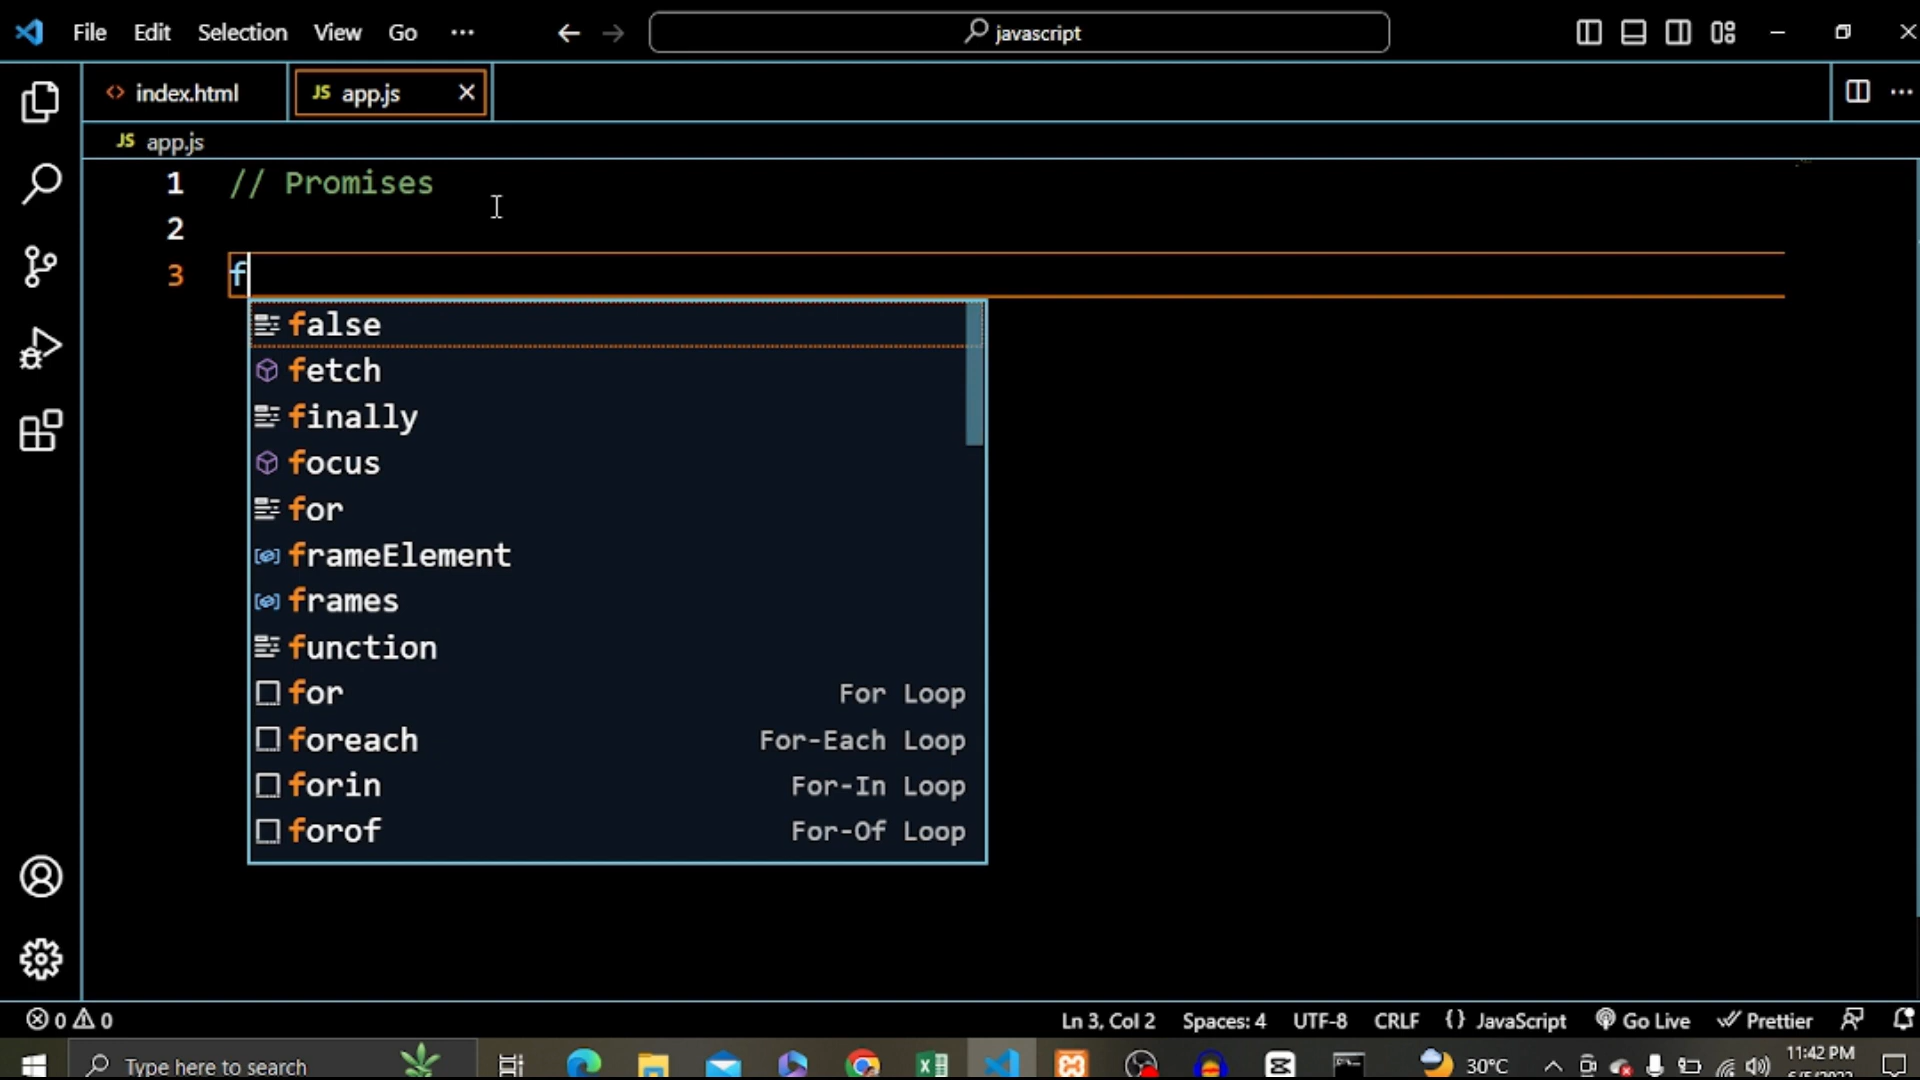 File Edit Selection View Go ··· javascript
index.html JS app.js
JS app.js
1 // Promises
2
3 f
false
fetch
finally
focus
for
frameElement
frames
function
for For Loop
foreach For-Each Loop
forin For-In Loop
forof For-Of Loop
0 0 Ln 3, Col 2 Spaces: 4 UTF-8 CRLF {} JavaScript Go Live Prettier
Type here to search 30°C 11:42 PM